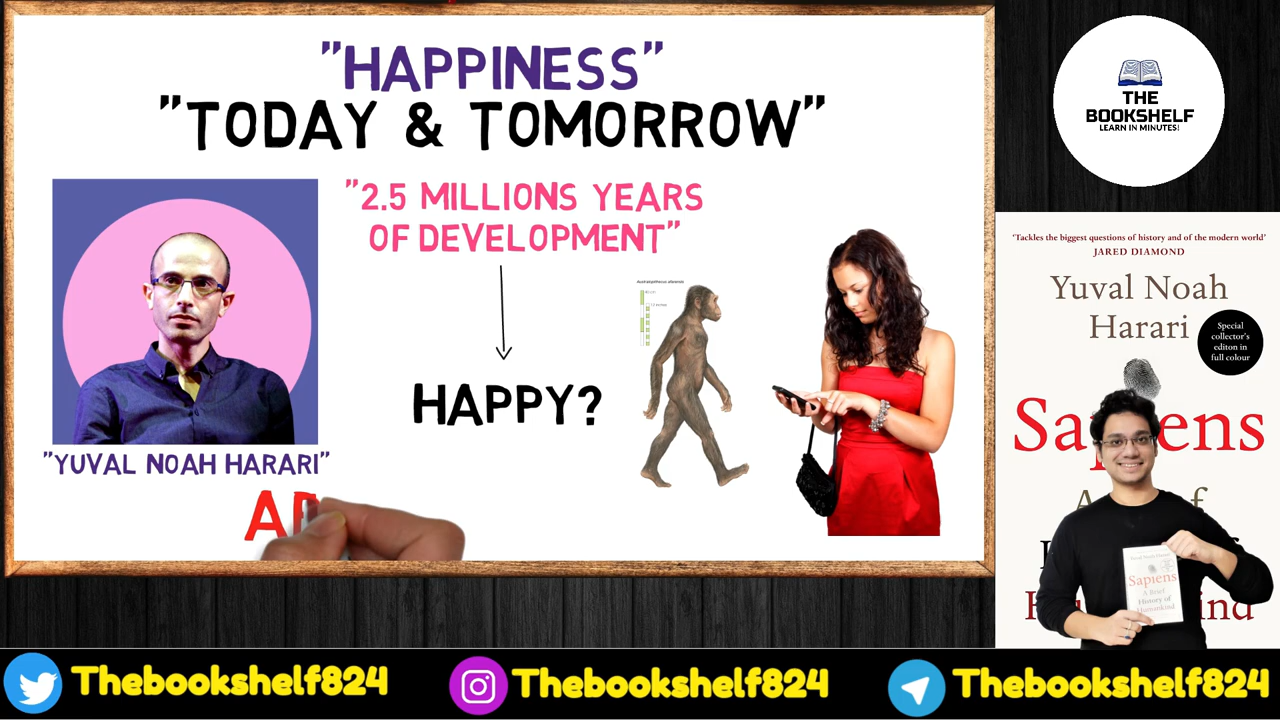 "HAPPINESS"
"TODAY & TOMORROW"
"2.5 MILLIONS YEARS
OF DEVELOPMENT"
HAPPY?
"YUVAL NOAH HARARI"
THE
BOOKSHELF
LEARN IN MINUTES!
'Tackles the biggest questions of history and of the modern world'
JARED DIAMOND
Yuval Noah
Harari
Special
collector's
editon in
full colour
Sapiens
A Brief
History of
Humankind
Thebookshelf824
Thebookshelf824
Thebookshelf824